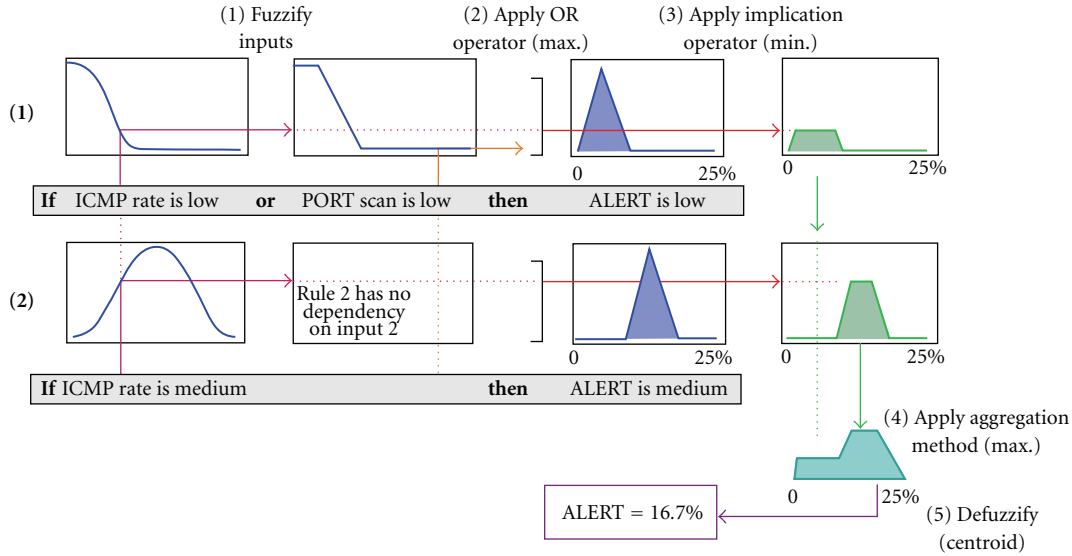 (1) Fuzzify
inputs
(2) Apply OR
operator (max.)
(3) Apply implication
operator (min.)
(1)
0 25%
0 25%
If ICMP rate is low or PORT scan is low then ALERT is low
(2)
Rule 2 has no
dependency
on input 2
0 25%
0 25%
If ICMP rate is medium then ALERT is medium
(4) Apply aggregation
method (max.)
0 25%
ALERT = 16.7%
(5) Defuzzify
(centroid)